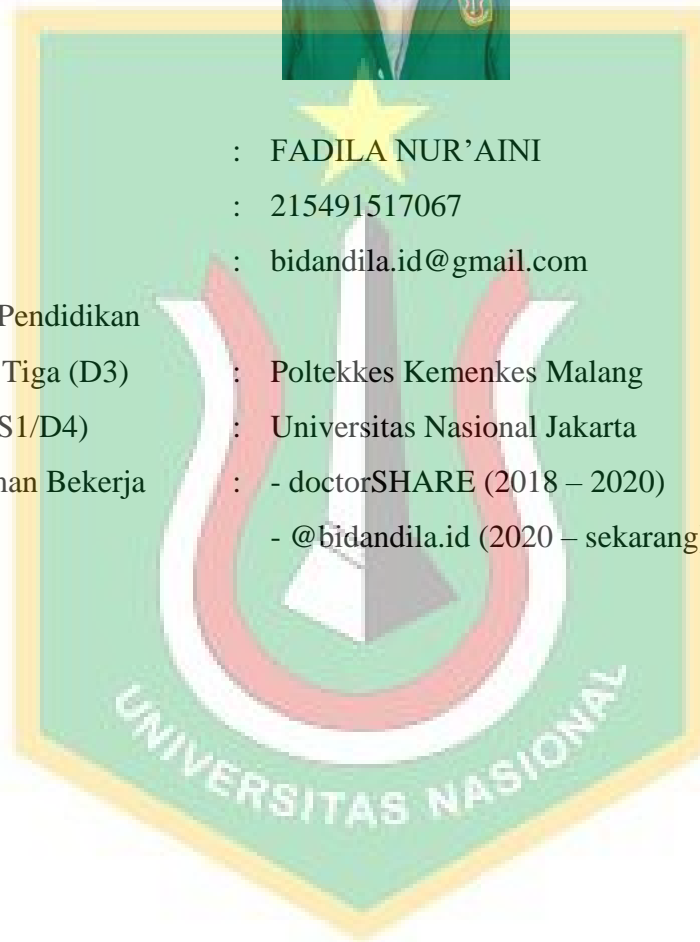 : FADILA NUR’AINI
: 215491517067
: bidandila.id@gmail.com
Pendidikan
Tiga (D3) : Poltekkes Kemenkes Malang
S1/D4) : Universitas Nasional Jakarta
nan Bekerja : - doctorSHARE (2018 – 2020)
- @bidandila.id (2020 – sekarang
UNIVERSITAS NASIONAL